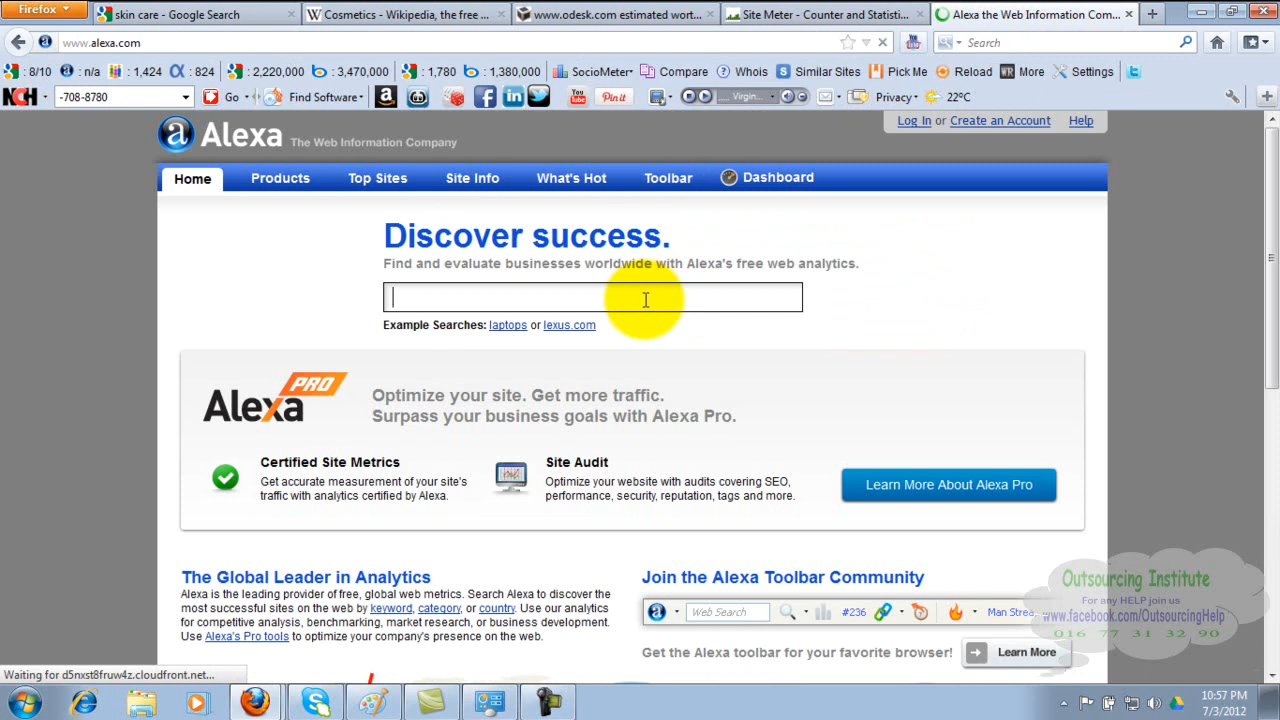 Firefox
skin care - Google Search
Cosmetics - Wikipedia, the free ...
www.odesk.com estimated wort...
Site Meter - Counter and Statisti...
Alexa the Web Information Com...
www.alexa.com
Search
: 8/10 : n/a : 1,424 : 824 : 2,220,000 : 3,470,000 : 1,780 : 1,380,000 SocioMeter Compare Whois Similar Sites Pick Me Reload More Settings
NCH -708-8780 Go Find Software Pin it Virgin... Privacy 22°C
Log In or Create an Account Help
Alexa The Web Information Company
Home Products Top Sites Site Info What's Hot Toolbar Dashboard
Discover success.
Find and evaluate businesses worldwide with Alexa's free web analytics.
Example Searches: laptops or lexus.com
Alexa PRO
Optimize your site. Get more traffic.
Surpass your business goals with Alexa Pro.
Certified Site Metrics
Get accurate measurement of your site's
traffic with analytics certified by Alexa.
Site Audit
Optimize your website with audits covering SEO,
performance, security, reputation, tags and more.
Learn More About Alexa Pro
The Global Leader in Analytics
Alexa is the leading provider of free, global web metrics. Search Alexa to discover the
most successful sites on the web by keyword, category, or country. Use our analytics
for competitive analysis, benchmarking, market research, or business development.
Use Alexa's Pro tools to optimize your company's presence on the web.
Join the Alexa Toolbar Community
Web Search #236 Man Strea
Get the Alexa toolbar for your favorite browser! Learn More
Outsourcing Institute
For any HELP join us
www.facebook.com/OutsourcingHelp
016 77 31 32 90
Waiting for d5nxst8fruw4z.cloudfront.net...
10:57 PM
7/3/2012